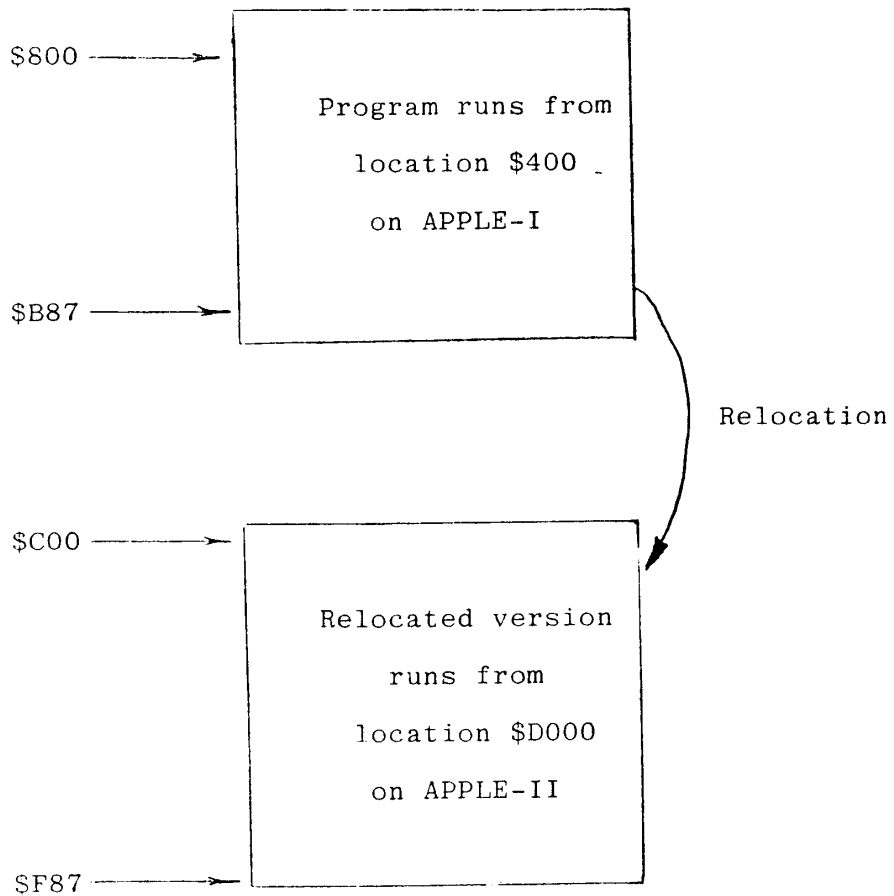 $800
Program runs from
location $400
on APPLE-I
$B87
Relocation
$C00
Relocated version
runs from
location $D000
on APPLE-II
$F87